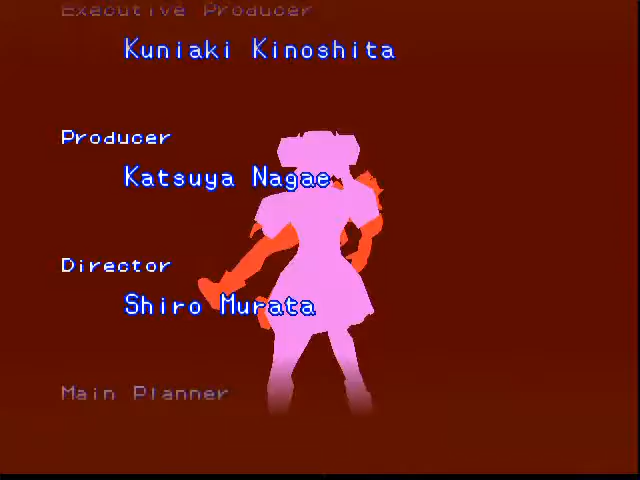 Executive Producer
Kuniaki Kinoshita
Producer
Katsuya Nagae
Director
Shiro Murata
Main Planner